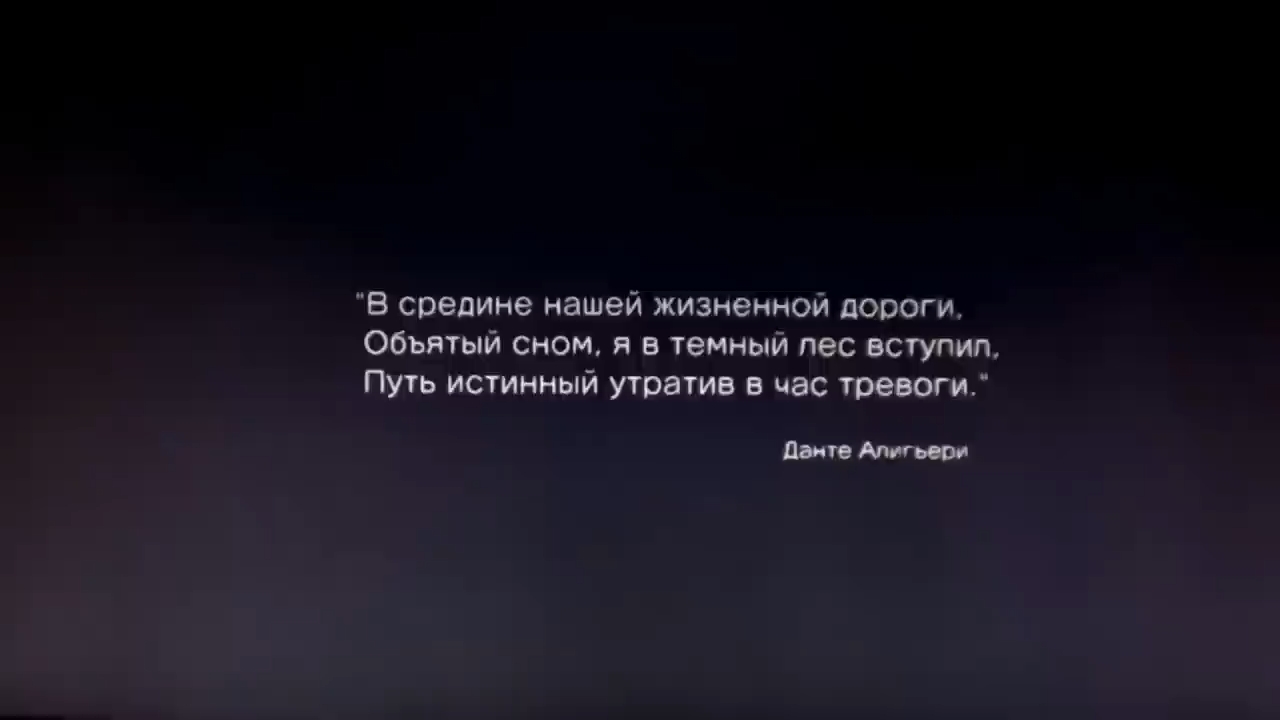 "В средине нашей жизненной дороги,
Объятый сном, я в темный лес вступил,
Путь истинный утратив в час тревоги."
Данте Алигьери